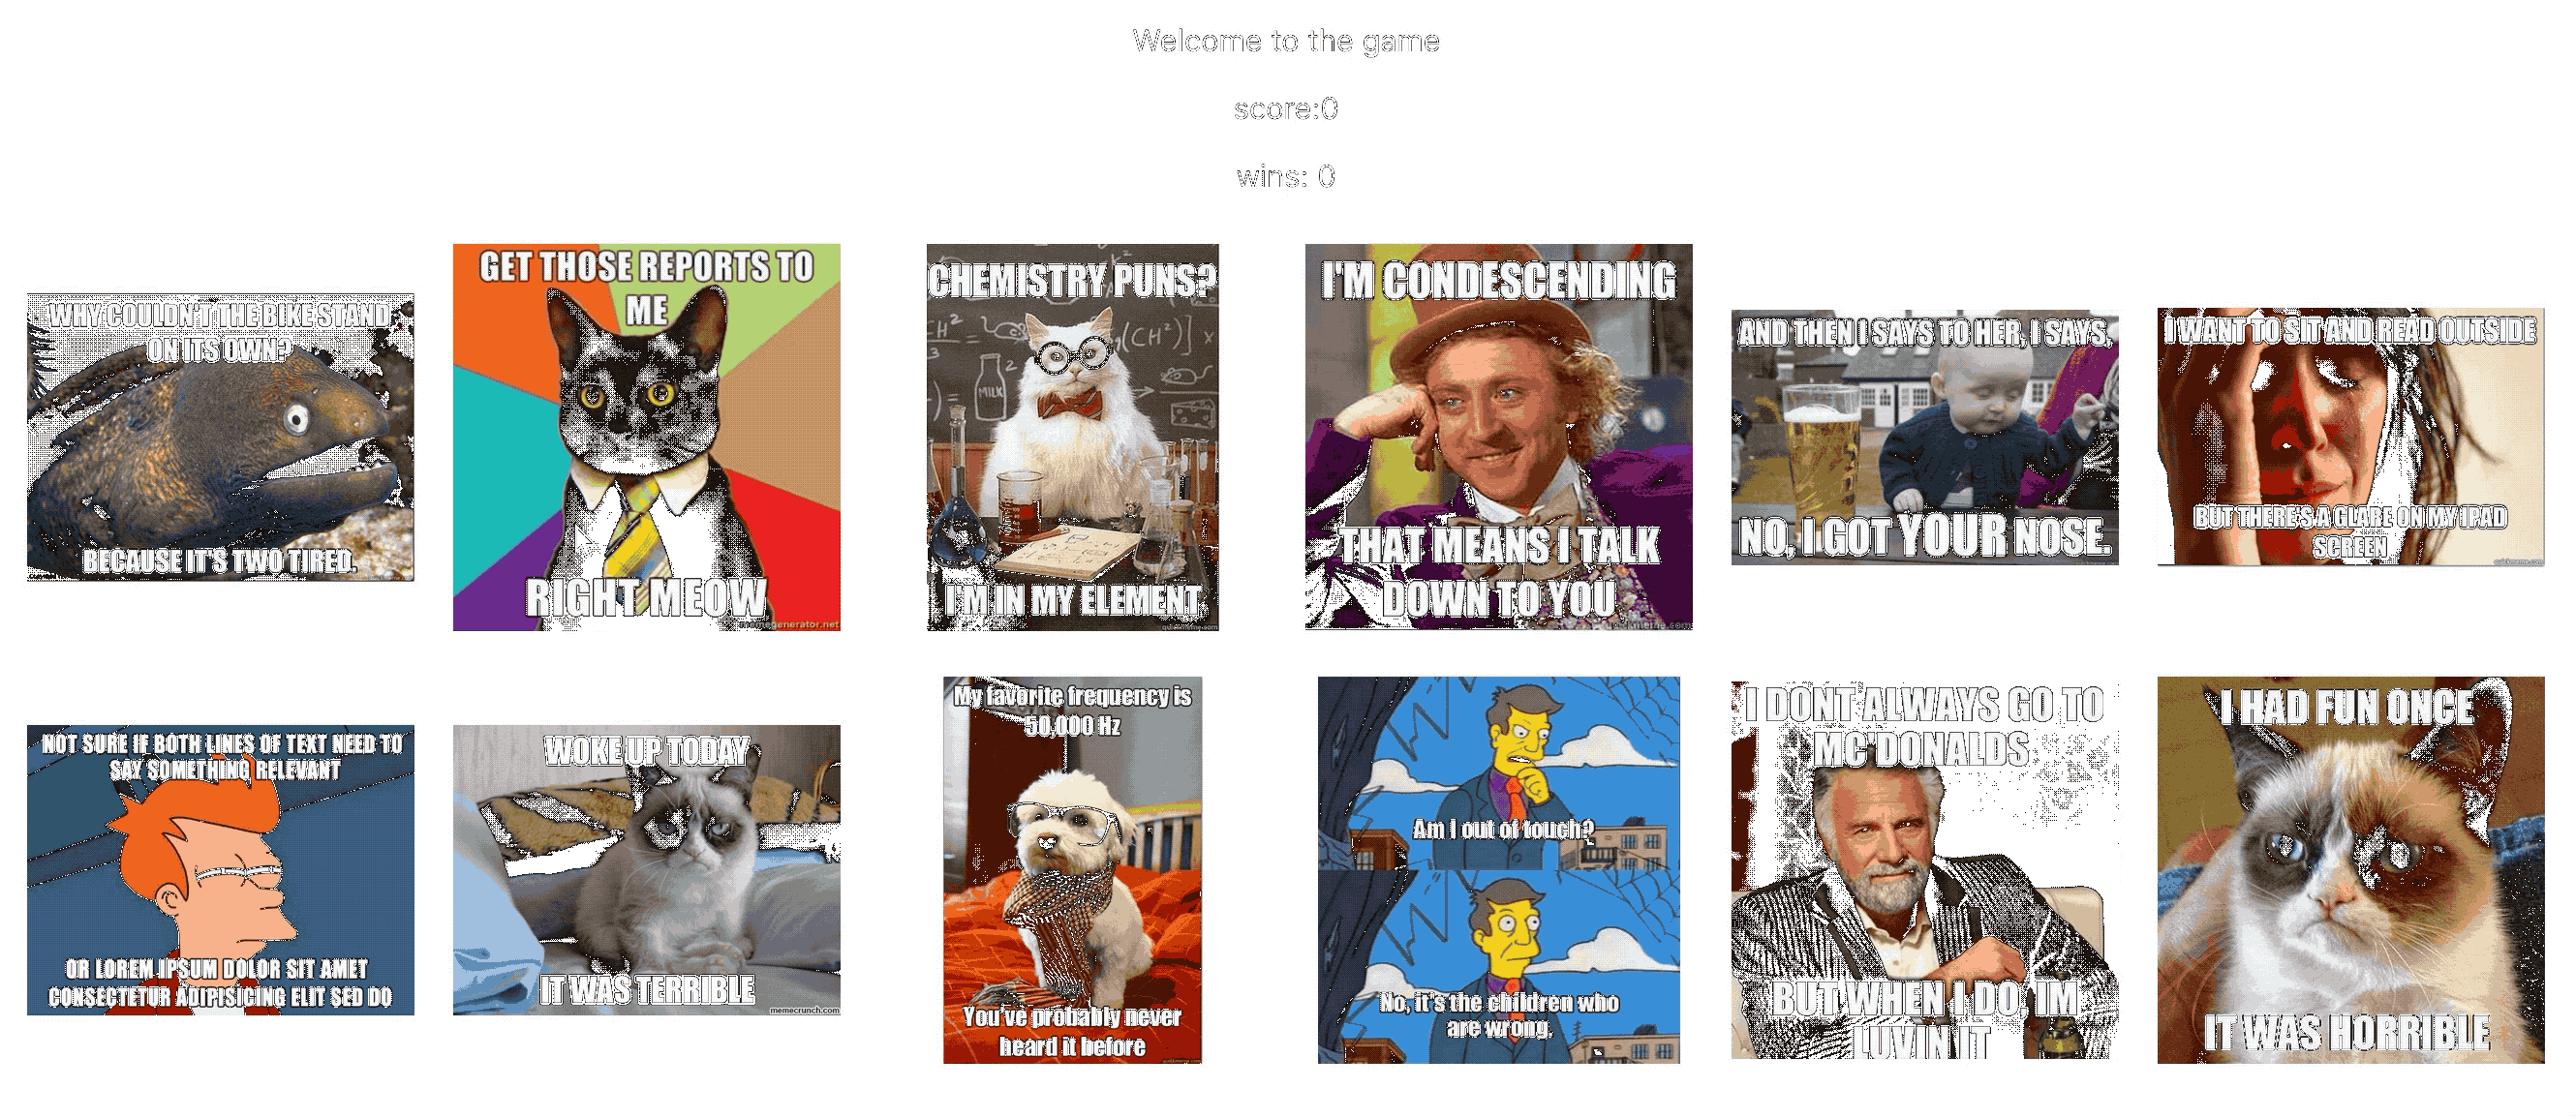 Welcome to the game
score:0
wins: 0
WHY COULDN'T THE BIKE STAND
ON ITS OWN?
BECAUSE IT'S TWO TIRED.
GET THOSE REPORTS TO
ME
RIGHT MEOW
memegenerator.net
CHEMISTRY PUNS?
MILK
I'M IN MY ELEMENT.
quickmeme.com
I'M CONDESCENDING
THAT MEANS I TALK
DOWN TO YOU
quickmeme.com
AND THEN I SAYS TO HER, I SAYS,
NO, I GOT YOUR NOSE.
I WANT TO SIT AND READ OUTSIDE
BUT THERE'S A GLARE ON MY IPAD
SCREEN
quickmeme.com
NOT SURE IF BOTH LINES OF TEXT NEED TO
SAY SOMETHING RELEVANT
OR LOREM IPSUM DOLOR SIT AMET
CONSECTETUR ADIPISICING ELIT SED DO
WOKE UP TODAY
IT WAS TERRIBLE
memecrunch.com
My favorite frequency is
50,000 Hz
You've probably never
heard it before
Am I out of touch?
No, it's the children who
are wrong.
I DONT ALWAYS GO TO
MC'DONALDS
BUT WHEN I DO, IM
LUVIN IT
I HAD FUN ONCE
IT WAS HORRIBLE